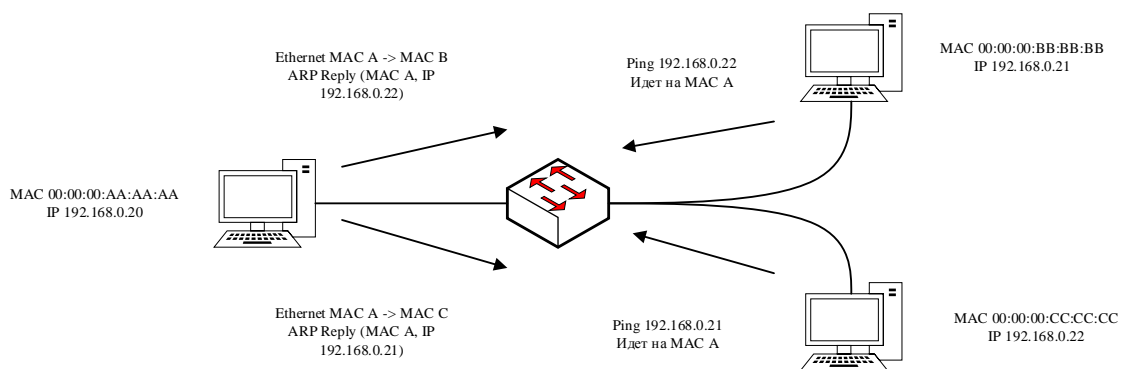 Ethernet MAC A -> MAC B
ARP Reply (MAC A, IP
192.168.0.22)
Ping 192.168.0.22
Идет на MAC A
MAC 00:00:00:BB:BB:BB
IP 192.168.0.21
MAC 00:00:00:AA:AA:AA
IP 192.168.0.20
Ethernet MAC A -> MAC C
ARP Reply (MAC A, IP
192.168.0.21)
Ping 192.168.0.21
Идет на MAC A
MAC 00:00:00:CC:CC:CC
IP 192.168.0.22